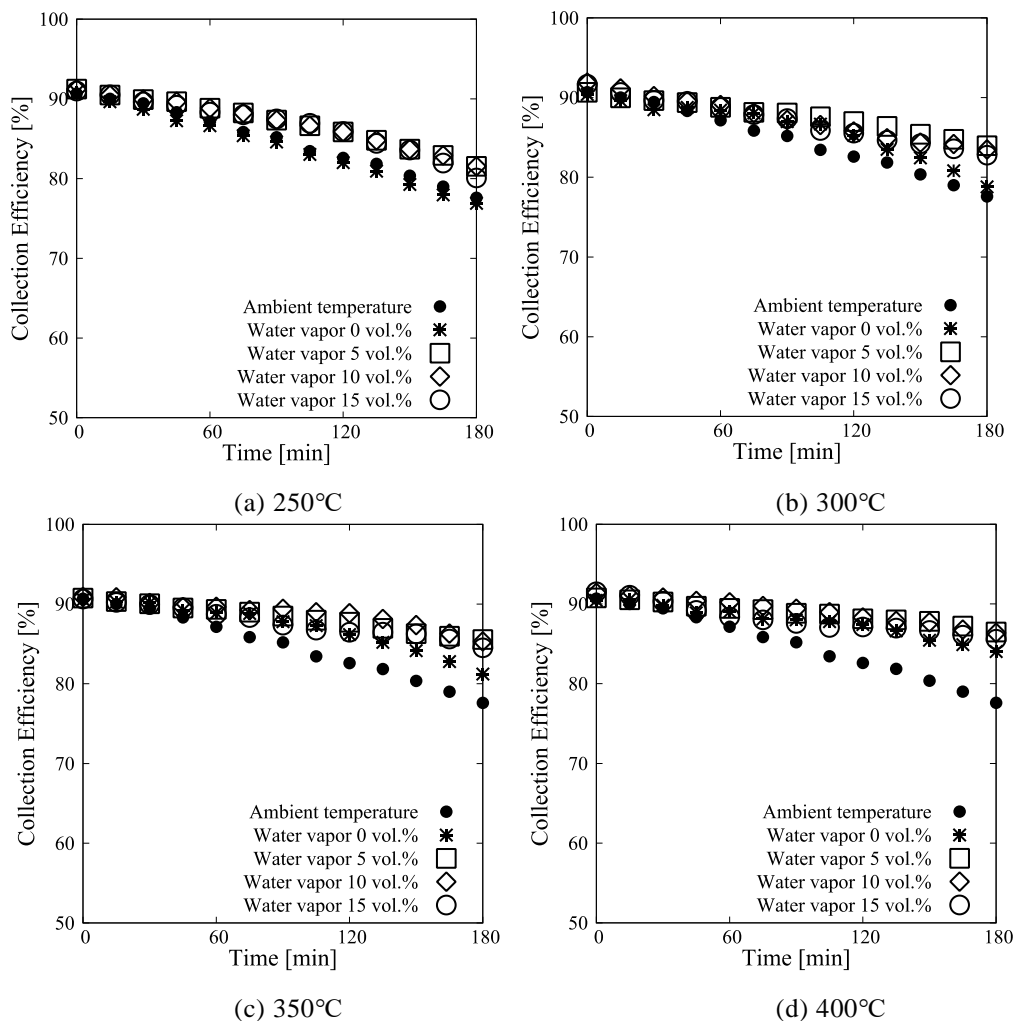 100
90
80
70
60
50
Collection Efficiency [%]
Ambient temperature
Water vapor 0 vol.%
Water vapor 5 vol.%
Water vapor 10 vol.%
Water vapor 15 vol.%
0 60 120 180
Time [min]
(a) 250°C
100
90
80
70
60
50
Collection Efficiency [%]
Ambient temperature
Water vapor 0 vol.%
Water vapor 5 vol.%
Water vapor 10 vol.%
Water vapor 15 vol.%
0 60 120 180
Time [min]
(b) 300°C
100
90
80
70
60
50
Collection Efficiency [%]
Ambient temperature
Water vapor 0 vol.%
Water vapor 5 vol.%
Water vapor 10 vol.%
Water vapor 15 vol.%
0 60 120 180
Time [min]
(c) 350°C
100
90
80
70
60
50
Collection Efficiency [%]
Ambient temperature
Water vapor 0 vol.%
Water vapor 5 vol.%
Water vapor 10 vol.%
Water vapor 15 vol.%
0 60 120 180
Time [min]
(d) 400°C